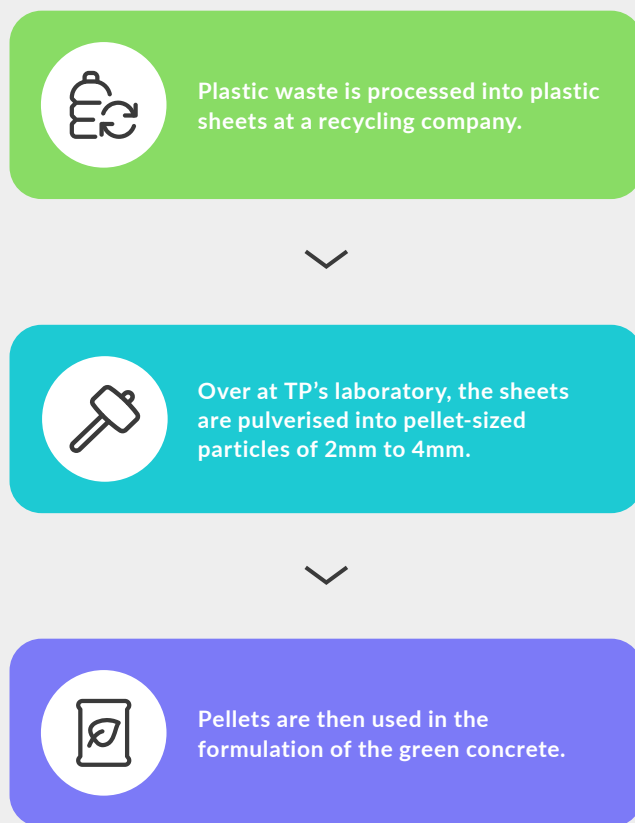 Plastic waste is processed into plastic
sheets at a recycling company.
Over at TP’s laboratory, the sheets
are pulverised into pellet-sized
particles of 2mm to 4mm.
Pellets are then used in the
formulation of the green concrete.